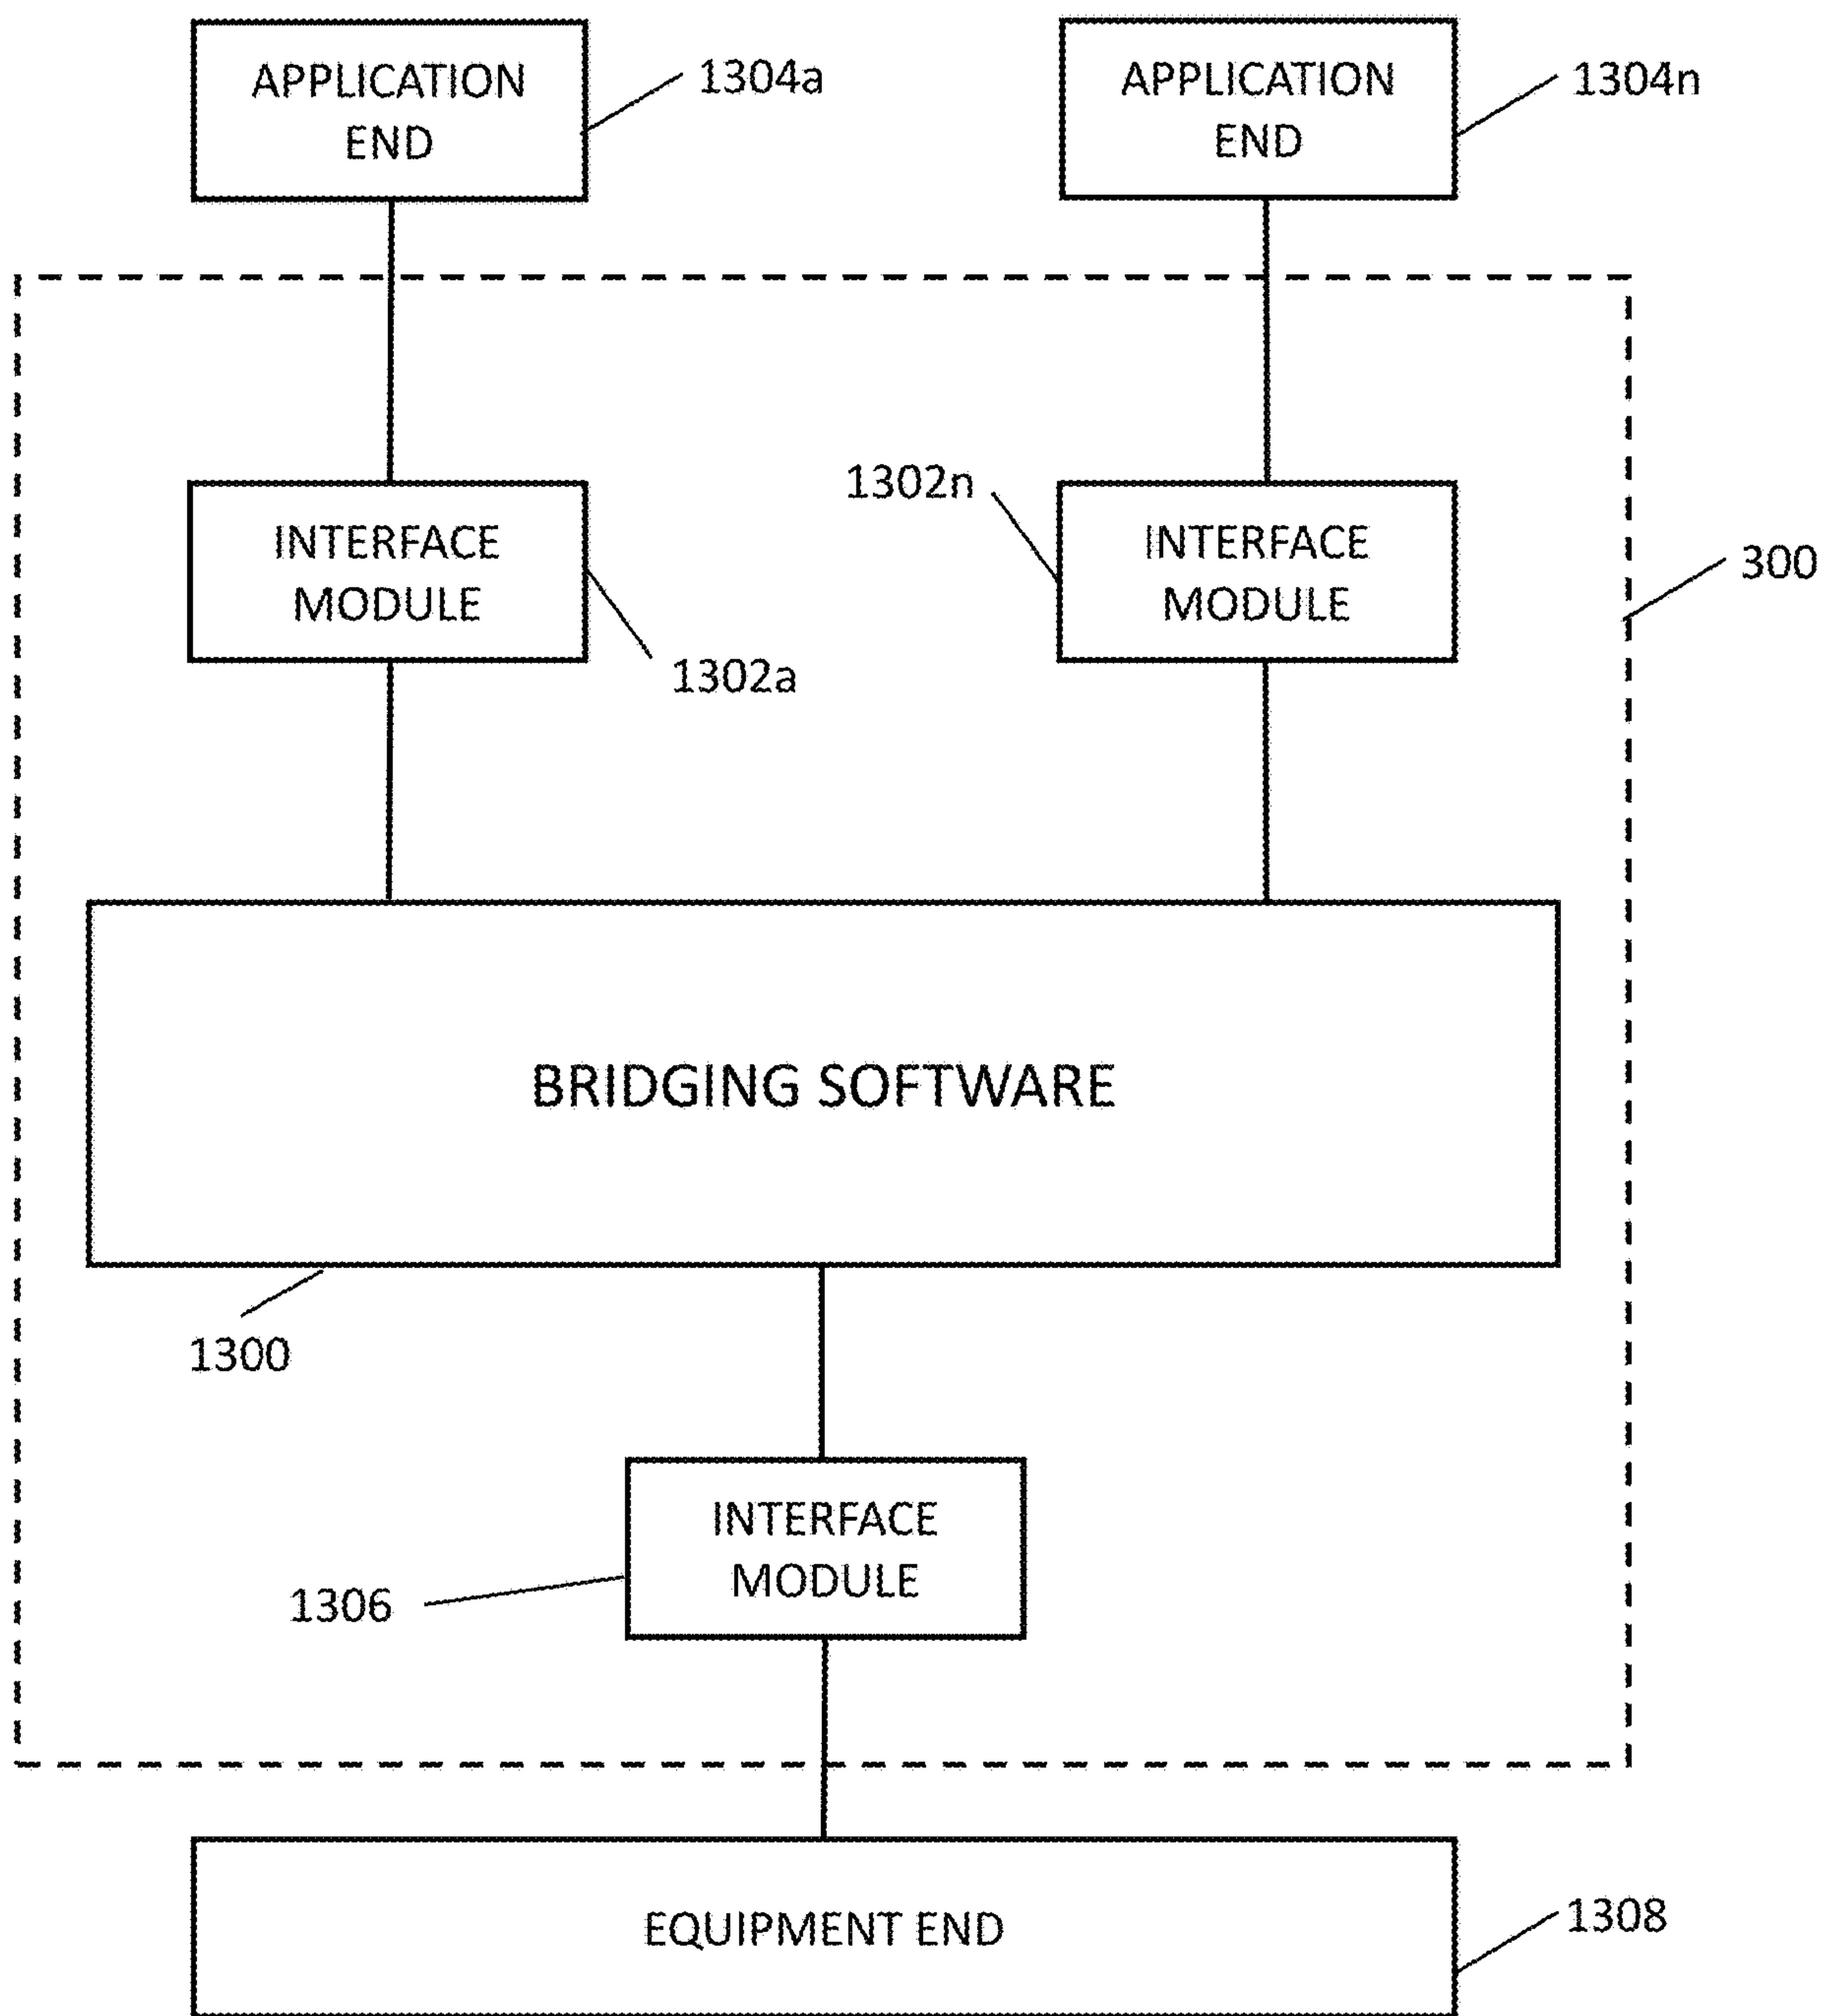 APPLICATION
END
1304a
APPLICATION
END
1304n
INTERFACE
MODULE
1302a
1302n
INTERFACE
MODULE
300
BRIDGING SOFTWARE
1300
INTERFACE
MODULE
1306
EQUIPMENT END
1308